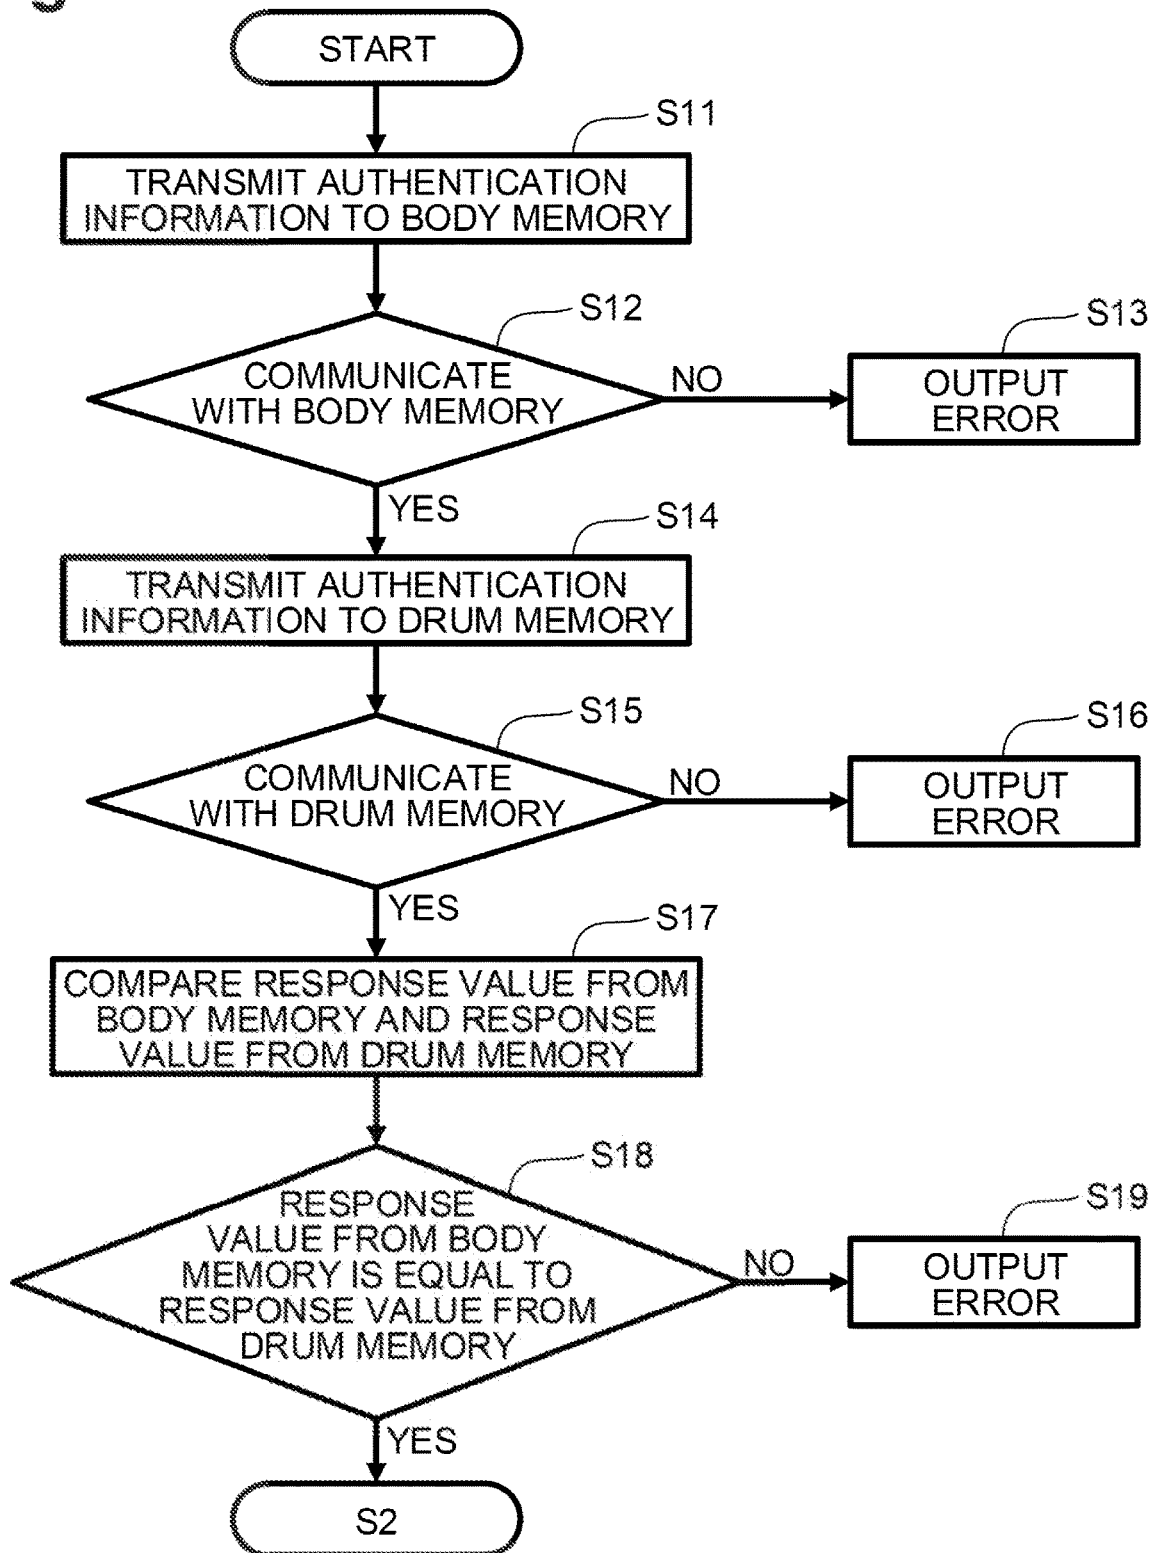 START
S11
TRANSMIT AUTHENTICATION
INFORMATION TO BODY MEMORY
S12
COMMUNICATE
WITH BODY MEMORY
NO
S13
OUTPUT
ERROR
YES
S14
TRANSMIT AUTHENTICATION
INFORMATION TO DRUM MEMORY
S15
COMMUNICATE
WITH DRUM MEMORY
NO
S16
OUTPUT
ERROR
YES
S17
COMPARE RESPONSE VALUE FROM
BODY MEMORY AND RESPONSE
VALUE FROM DRUM MEMORY
S18
RESPONSE
VALUE FROM BODY
MEMORY IS EQUAL TO
RESPONSE VALUE FROM
DRUM MEMORY
NO
S19
OUTPUT
ERROR
YES
S2